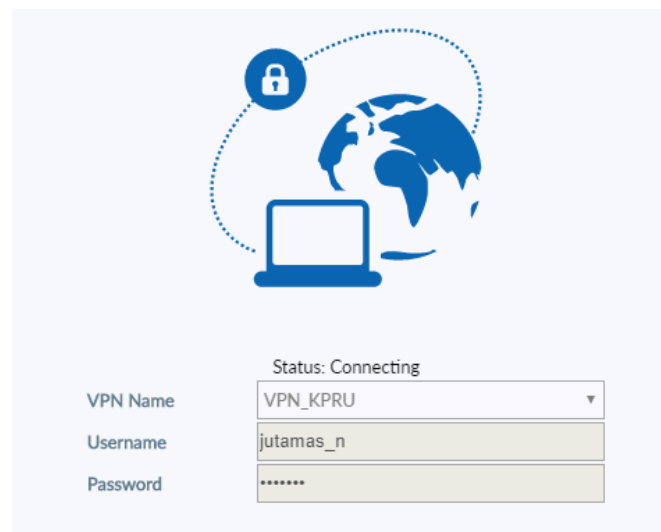 Status: Connecting
VPN Name VPN_KPRU
Username jutamas_n
Password •••••••